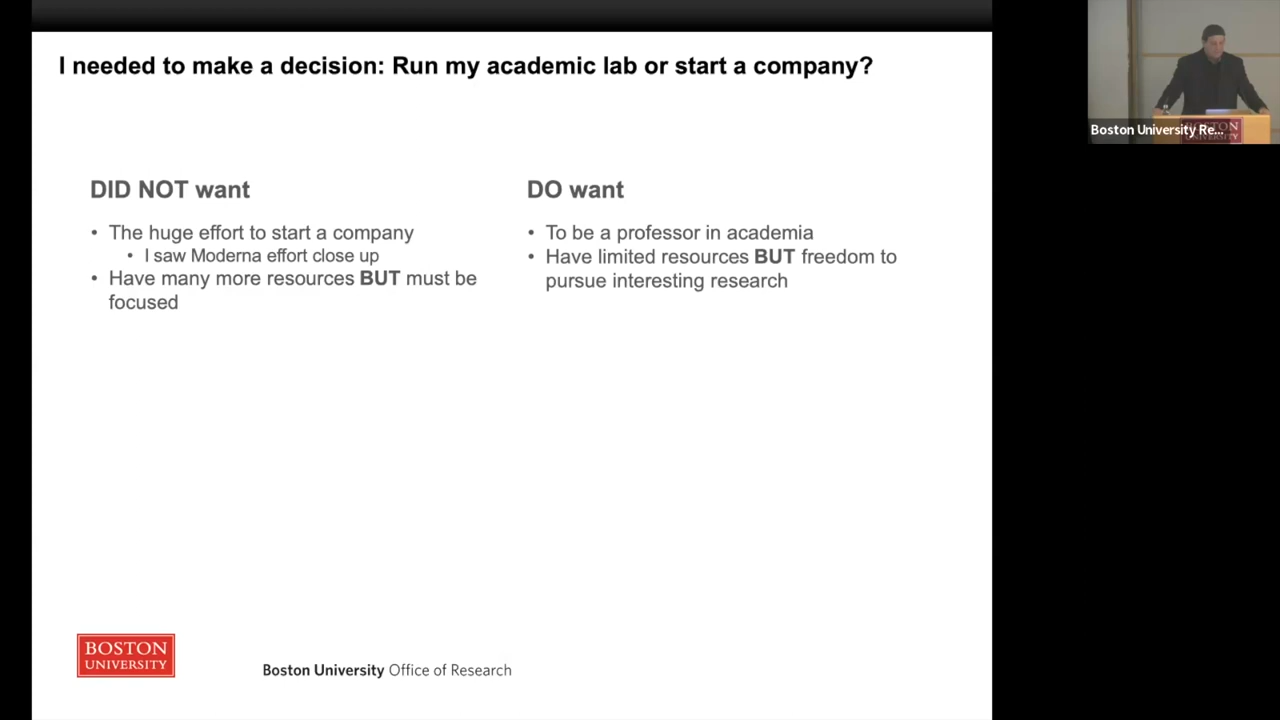 I needed to make a decision: Run my academic lab or start a company?
DID NOT want
• The huge effort to start a company
• I saw Moderna effort close up
• Have many more resources BUT must be
focused
DO want
• To be a professor in academia
• Have limited resources BUT freedom to
pursue interesting research
BOSTON
UNIVERSITY
Boston University Office of Research
Boston University Re...
BOSTON
UNIVERSITY